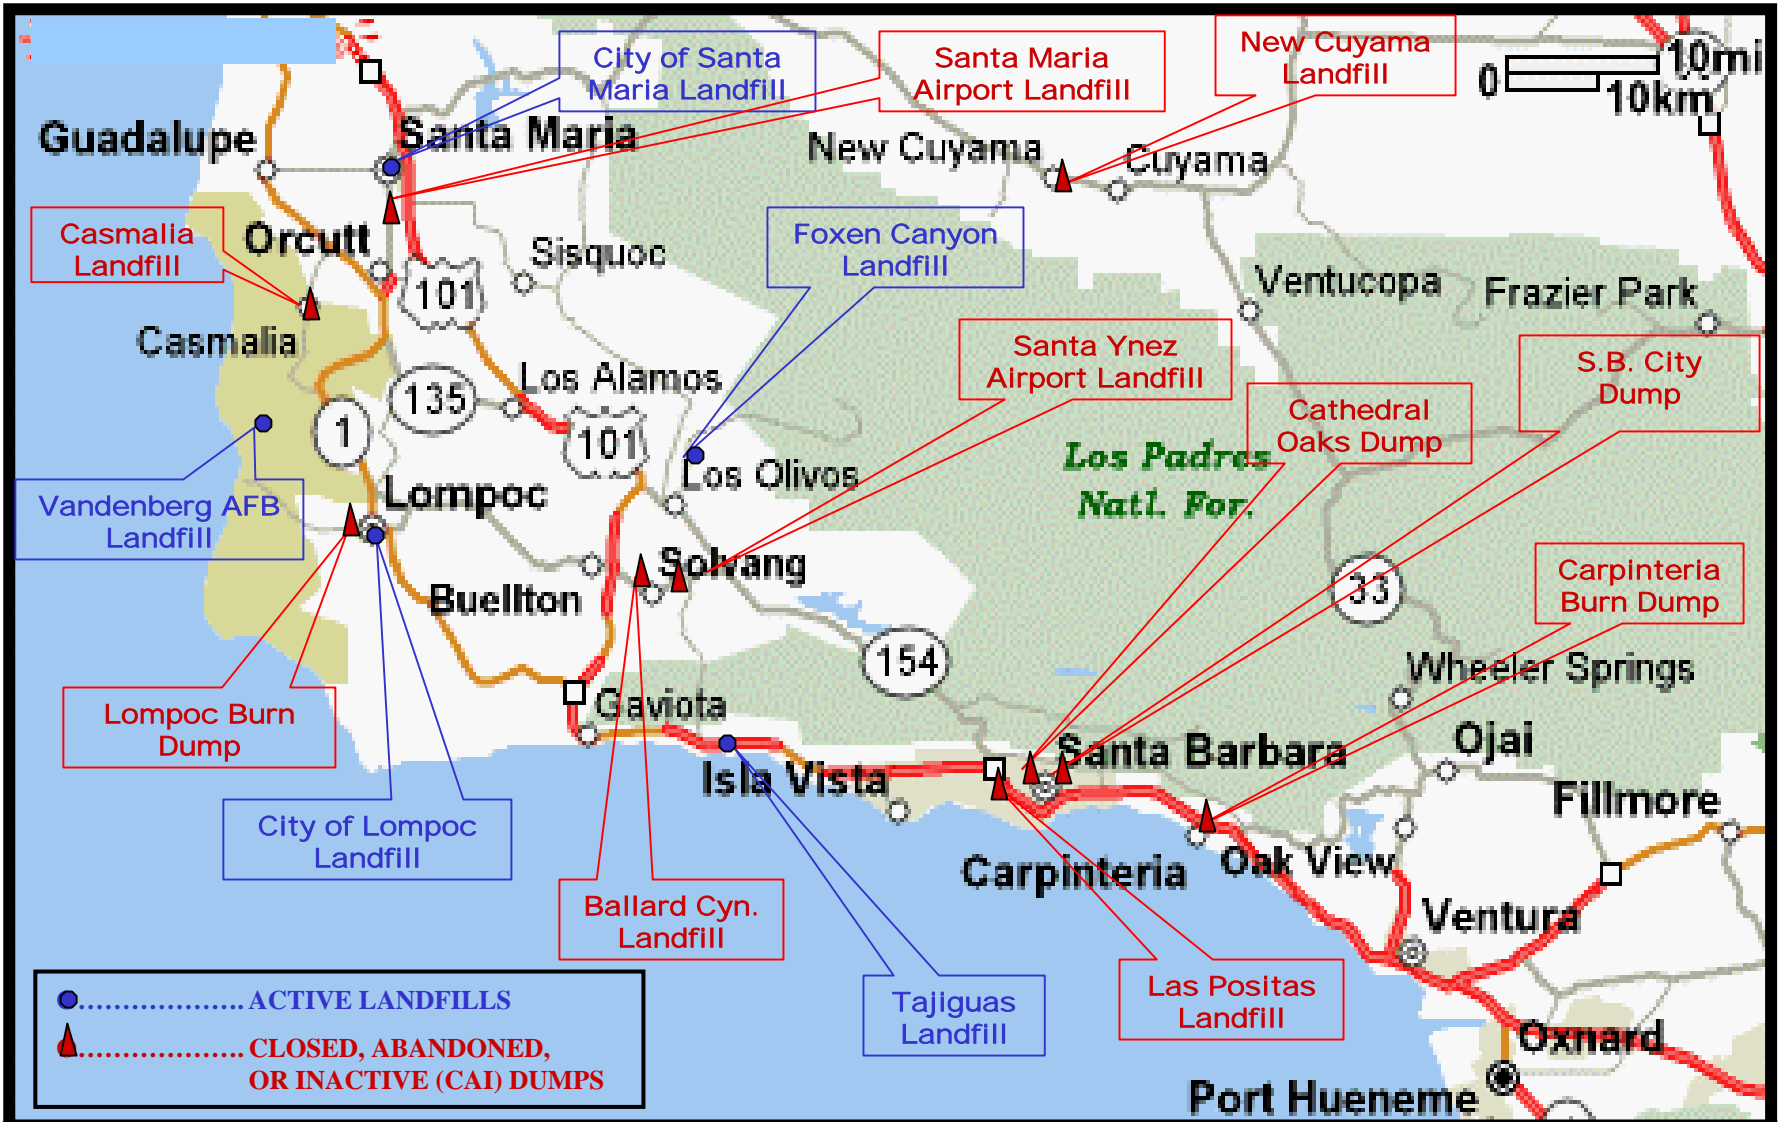 City of Santa
Maria Landfill
Santa Maria
Airport Landfill
New Cuyama
Landfill
0
10mi
10km
Guadalupe
Santa Maria
New Cuyama
Cuyama
Casmalia
Landfill
Orcutt
Sisquoc
Foxen Canyon
Landfill
101
Ventucopa
Frazier Park
Casmalia
Santa Ynez
Airport Landfill
S.B. City
Dump
Los Alamos
135
1
101
Cathedral
Oaks Dump
Los Padres
Natl. For.
Los Olivos
Vandenberg AFB
Landfill
Lompoc
Solvang
Buellton
33
Carpinteria
Burn Dump
154
Wheeler Springs
Lompoc Burn
Dump
Gaviota
Santa Barbara
Ojai
Isla Vista
Fillmore
City of Lompoc
Landfill
Carpinteria
Oak View
Ballard Cyn.
Landfill
Ventura
Tajiguas
Landfill
Las Positas
Landfill
Oxnard
Port Hueneme
.................... ACTIVE LANDFILLS
.................... CLOSED, ABANDONED,
OR INACTIVE (CAI) DUMPS